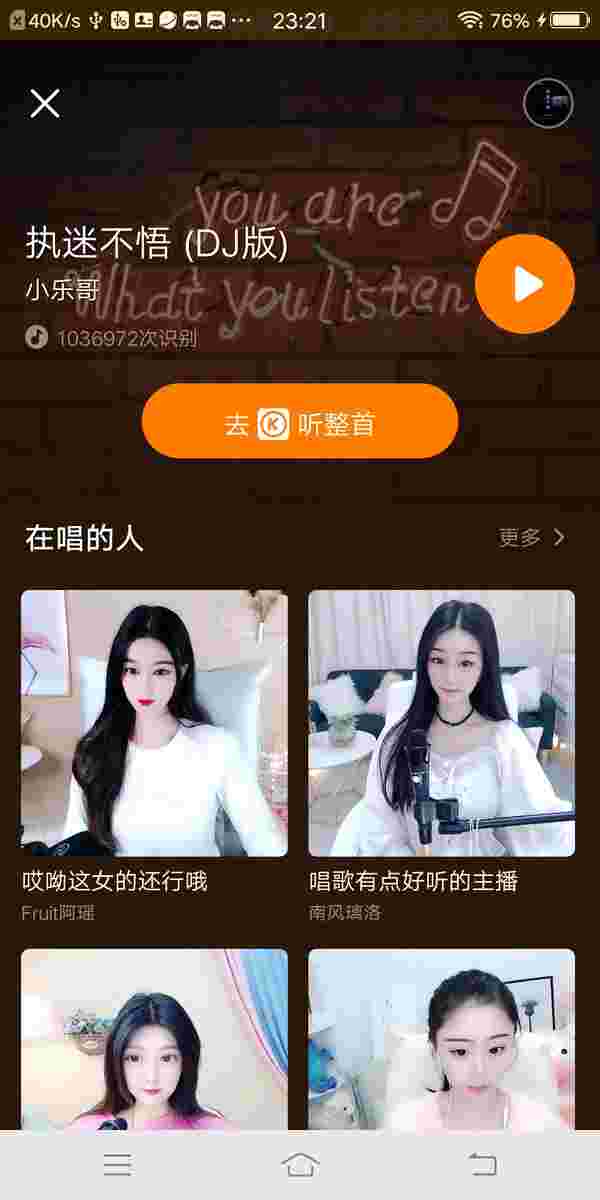 40K/s
23:21
76%
you are
What you listen
执迷不悟 (DJ版)
小乐哥
1036972次识别
去 K 听整首
在唱的人
更多
哎呦这女的还行哦
唱歌有点好听的主播
Fruit阿瑶
南风璃洛